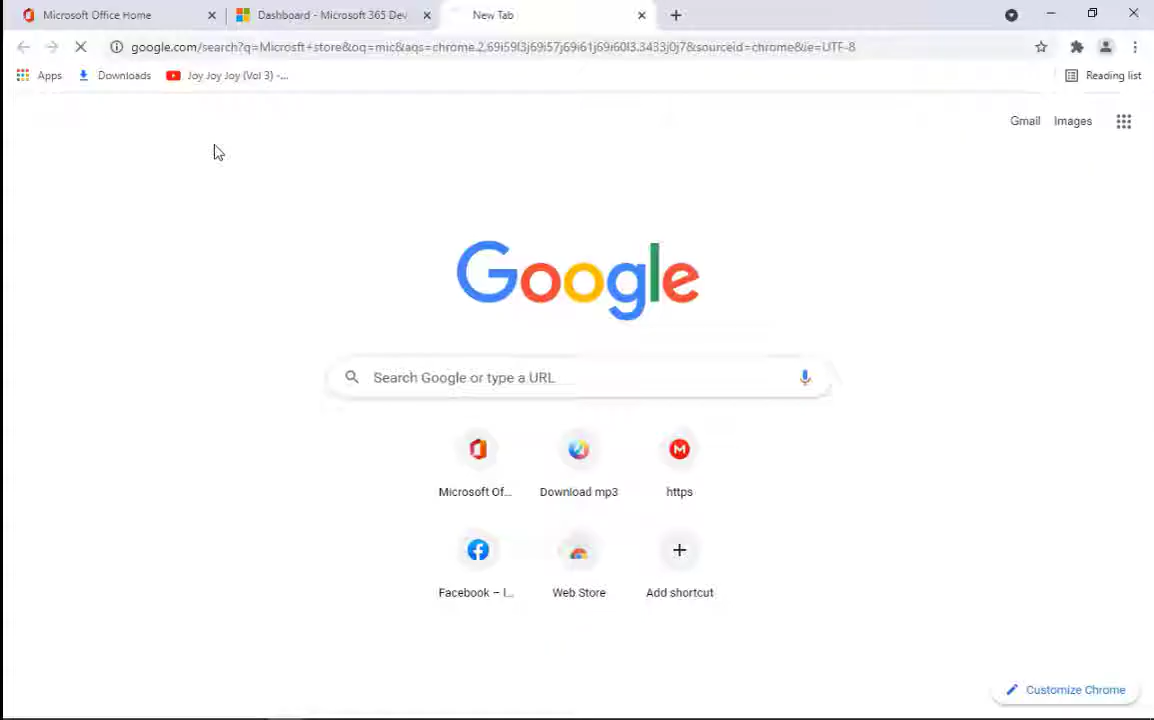 Microsoft Office Home
Dashboard - Microsoft 365 Dev
New Tab
google.com/search?q=Microsft+store&oq=mic&aqs=chrome.2.69i59l3j69i57j69i61j69i60l3.3433j0j7&sourceid=chrome&ie=UTF-8
Apps
Downloads
Joy Joy Joy (Vol 3) -...
Reading list
Gmail
Images
Google
Search Google or type a URL
Microsoft Of...
Download mp3
https
Facebook – l...
Web Store
Add shortcut
Customize Chrome